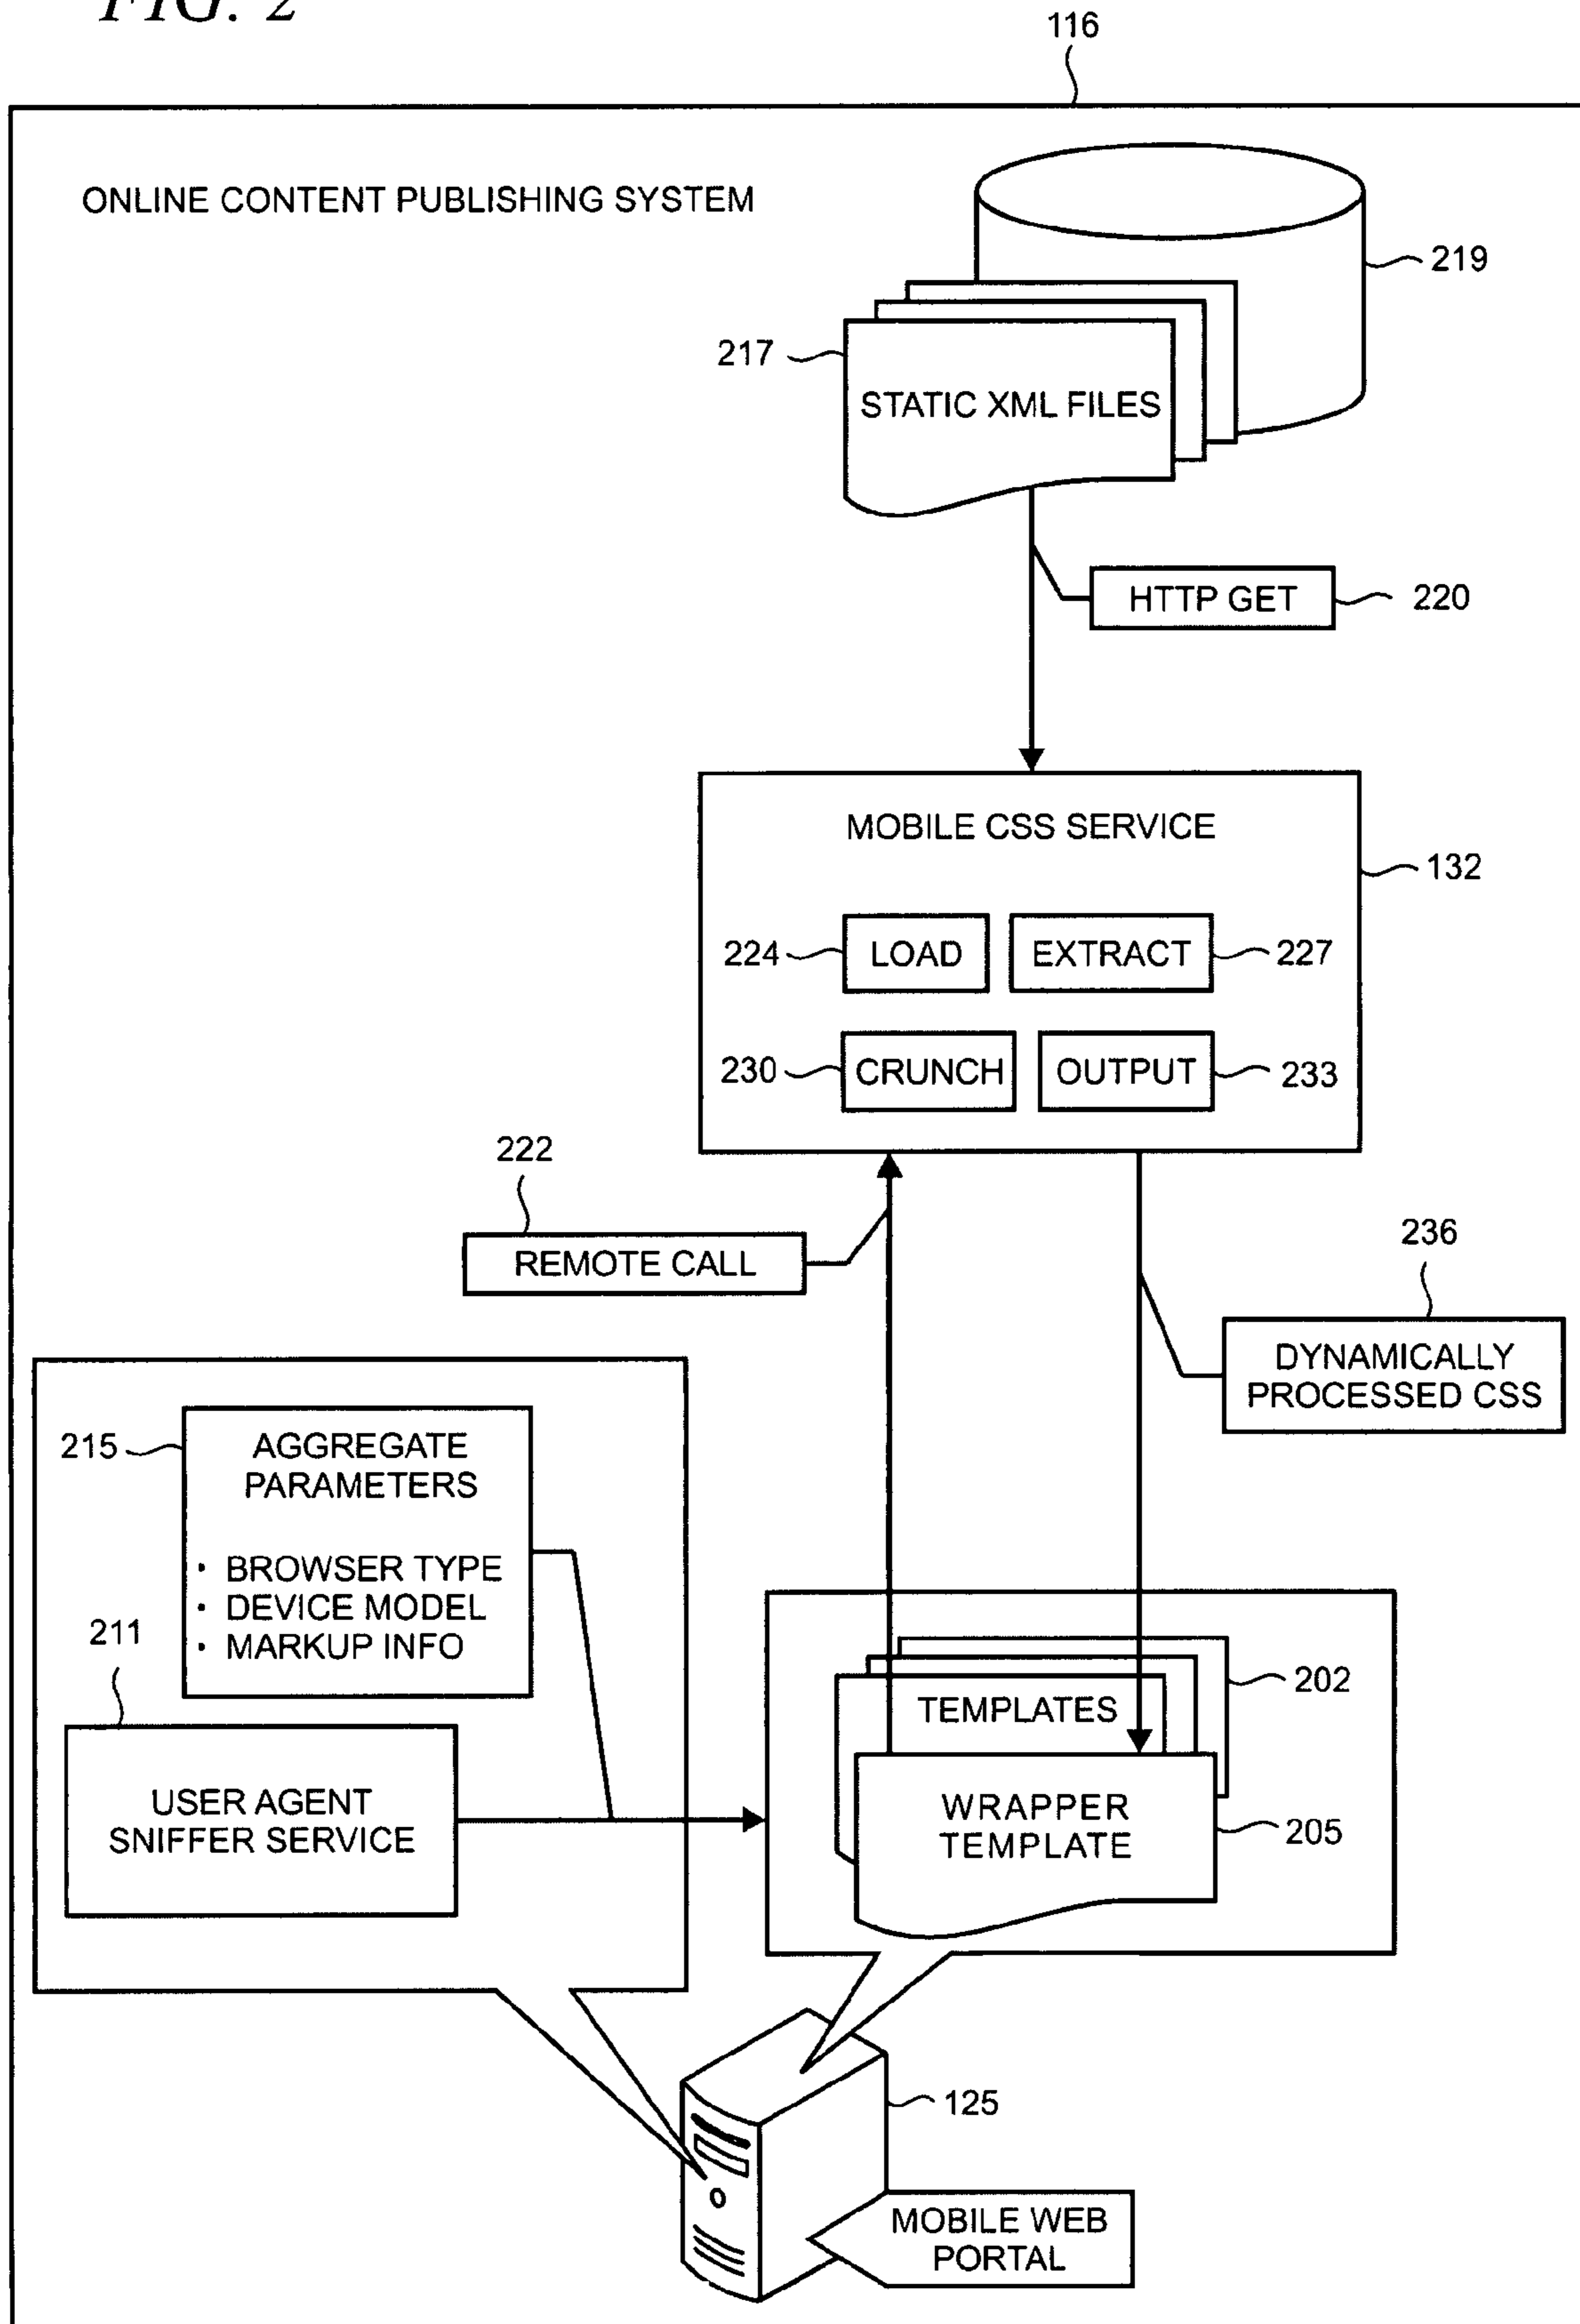 FIG. 2
116
ONLINE CONTENT PUBLISHING SYSTEM
219
217
STATIC XML FILES
HTTP GET
220
MOBILE CSS SERVICE
132
224
LOAD
EXTRACT
227
230
CRUNCH
OUTPUT
233
222
REMOTE CALL
236
DYNAMICALLY
PROCESSED CSS
215
AGGREGATE
PARAMETERS
• BROWSER TYPE
• DEVICE MODEL
• MARKUP INFO
211
USER AGENT
SNIFFER SERVICE
202
TEMPLATES
WRAPPER
TEMPLATE
205
125
MOBILE WEB
PORTAL